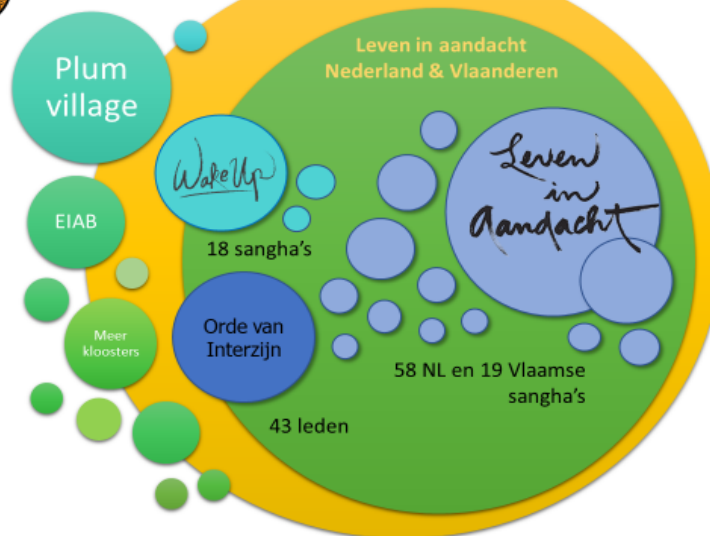 Leven in aandacht
Nederland & Vlaanderen
Plum
village
WakeUp
Leven
in
Aandacht
EIAB
18 sangha's
Meer
kloosters
Orde van
Interzijn
58 NL en 19 Vlaamse
sangha's
43 leden